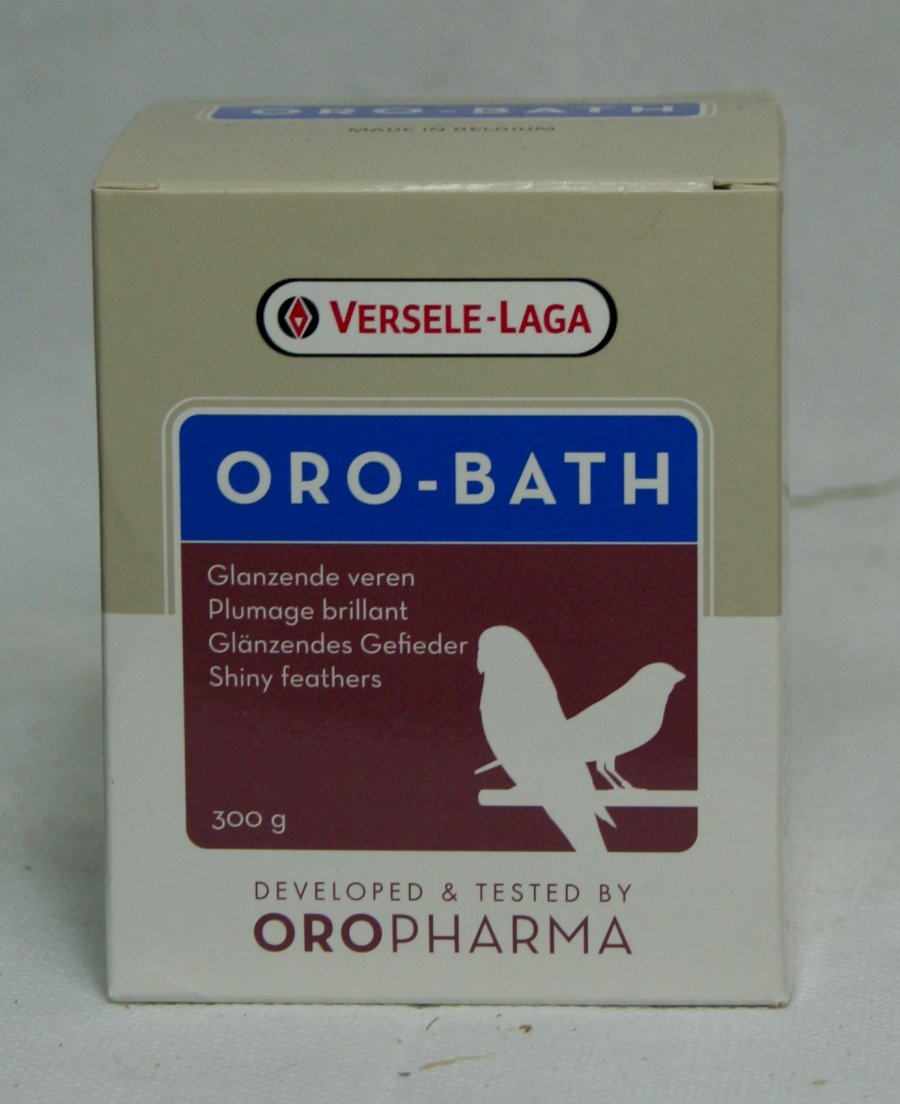 ORO-BATH
MADE IN BELGIUM
VERSELE-LAGA
ORO-BATH
Glanzende veren
Plumage brillant
Glänzendes Gefieder
Shiny feathers
300 g
DEVELOPED & TESTED BY
OROPHARMA